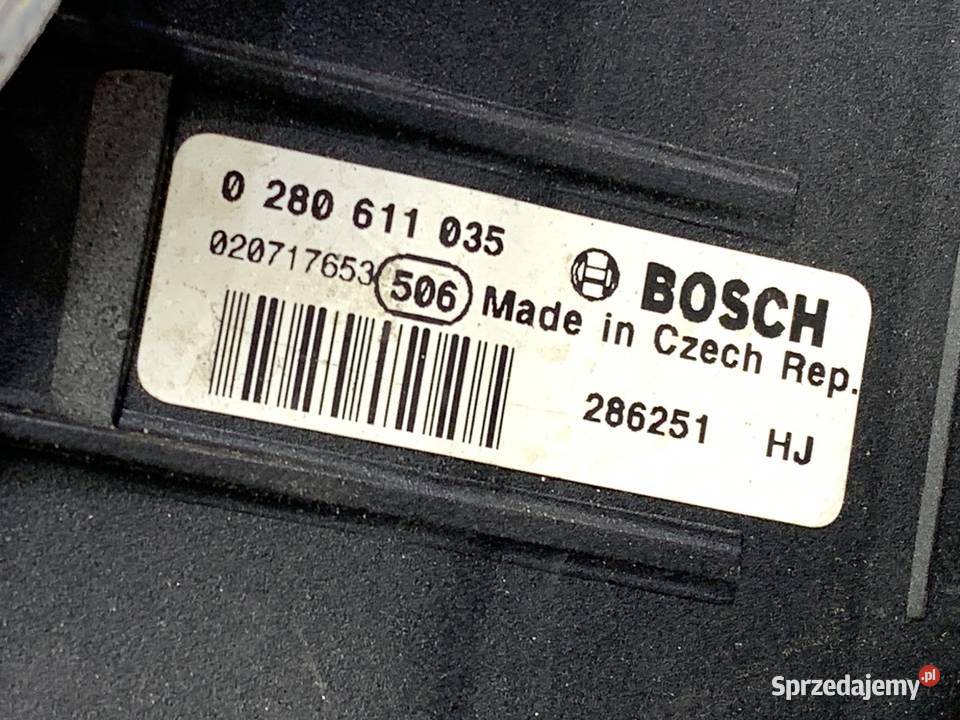 0 280 611 035
020717653 506 Made in Czech Rep.
BOSCH
286251 HJ
Sprzedajemy.pl